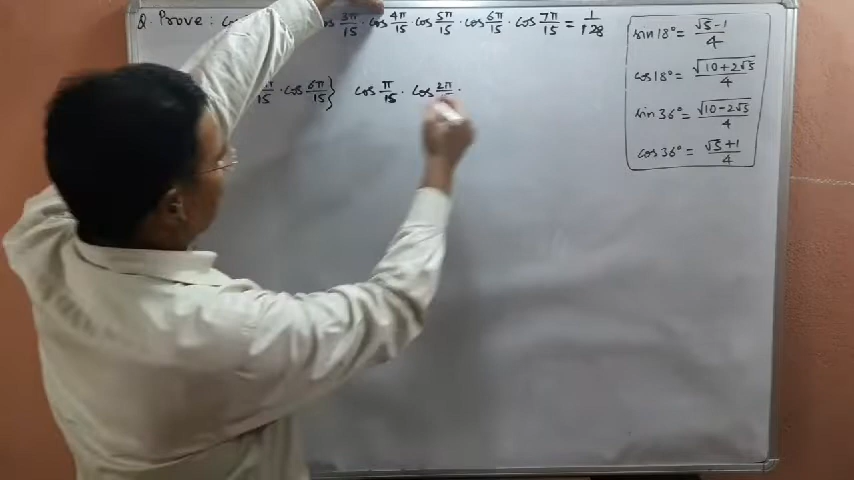 Q. Prove: cos 3π/15 · cos 4π/15 · cos 5π/15 · cos 6π/15 · cos 7π/15 = 1/128
π/15 · cos 6π/15} cos π/15 · cos 2π/15 ·
sin 18° = √5-1/4
cos 18° = √10+2√5/4
sin 36° = √10-2√5/4
cos 36° = √5+1/4